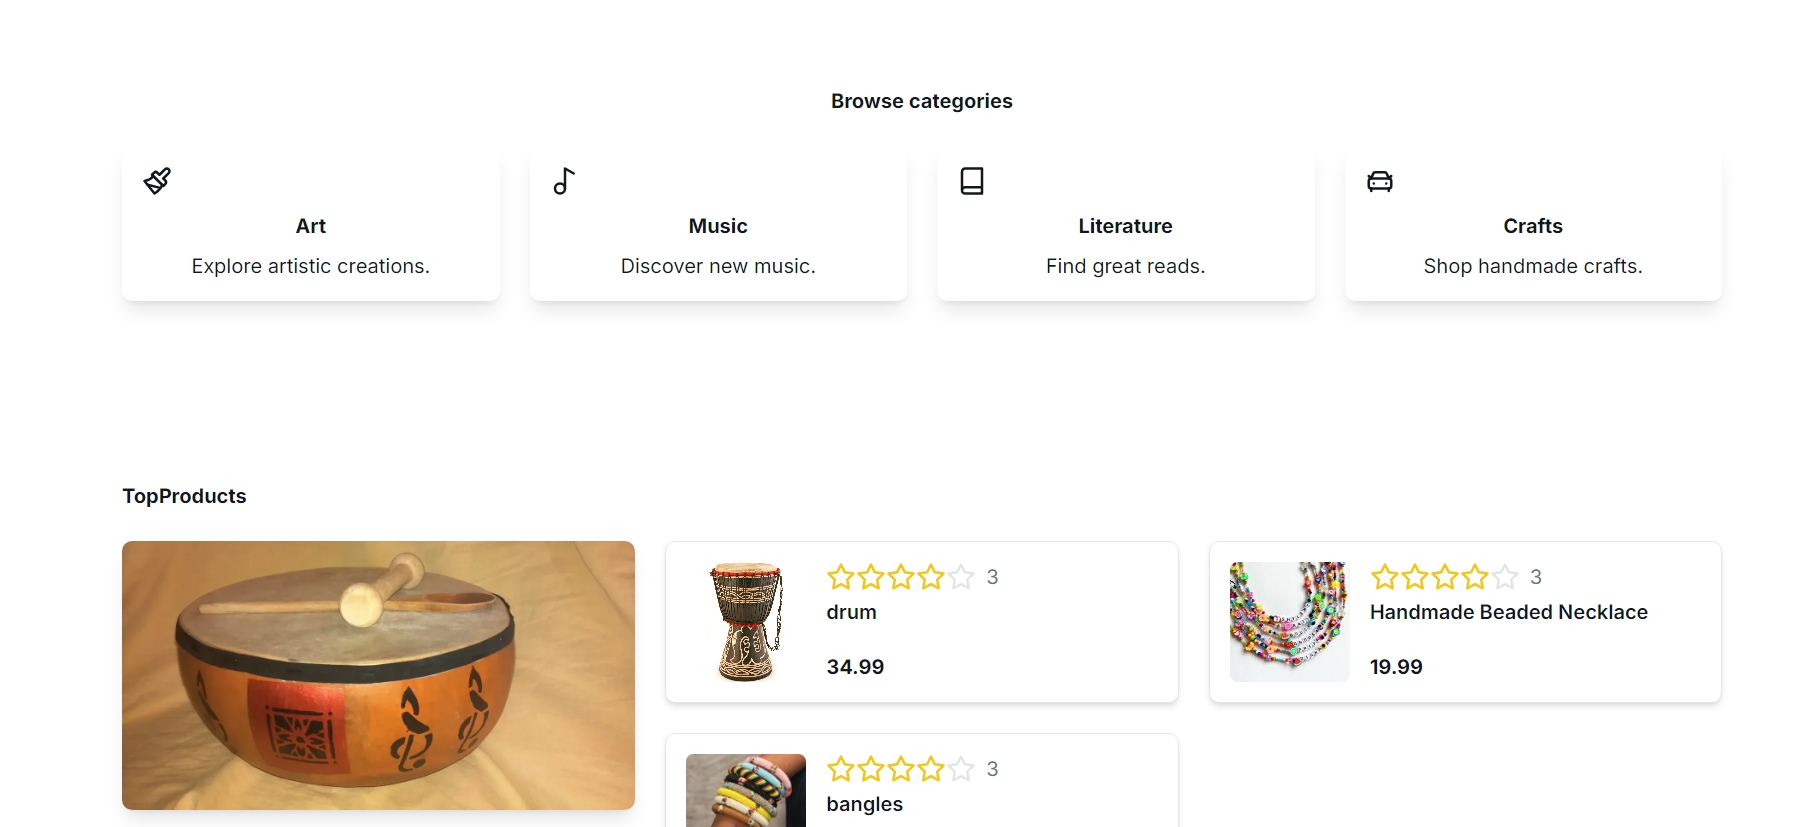 Browse categories
Art
Explore artistic creations.
Music
Discover new music.
Literature
Find great reads.
Crafts
Shop handmade crafts.
TopProducts
3
drum
34.99
3
Handmade Beaded Necklace
19.99
3
bangles